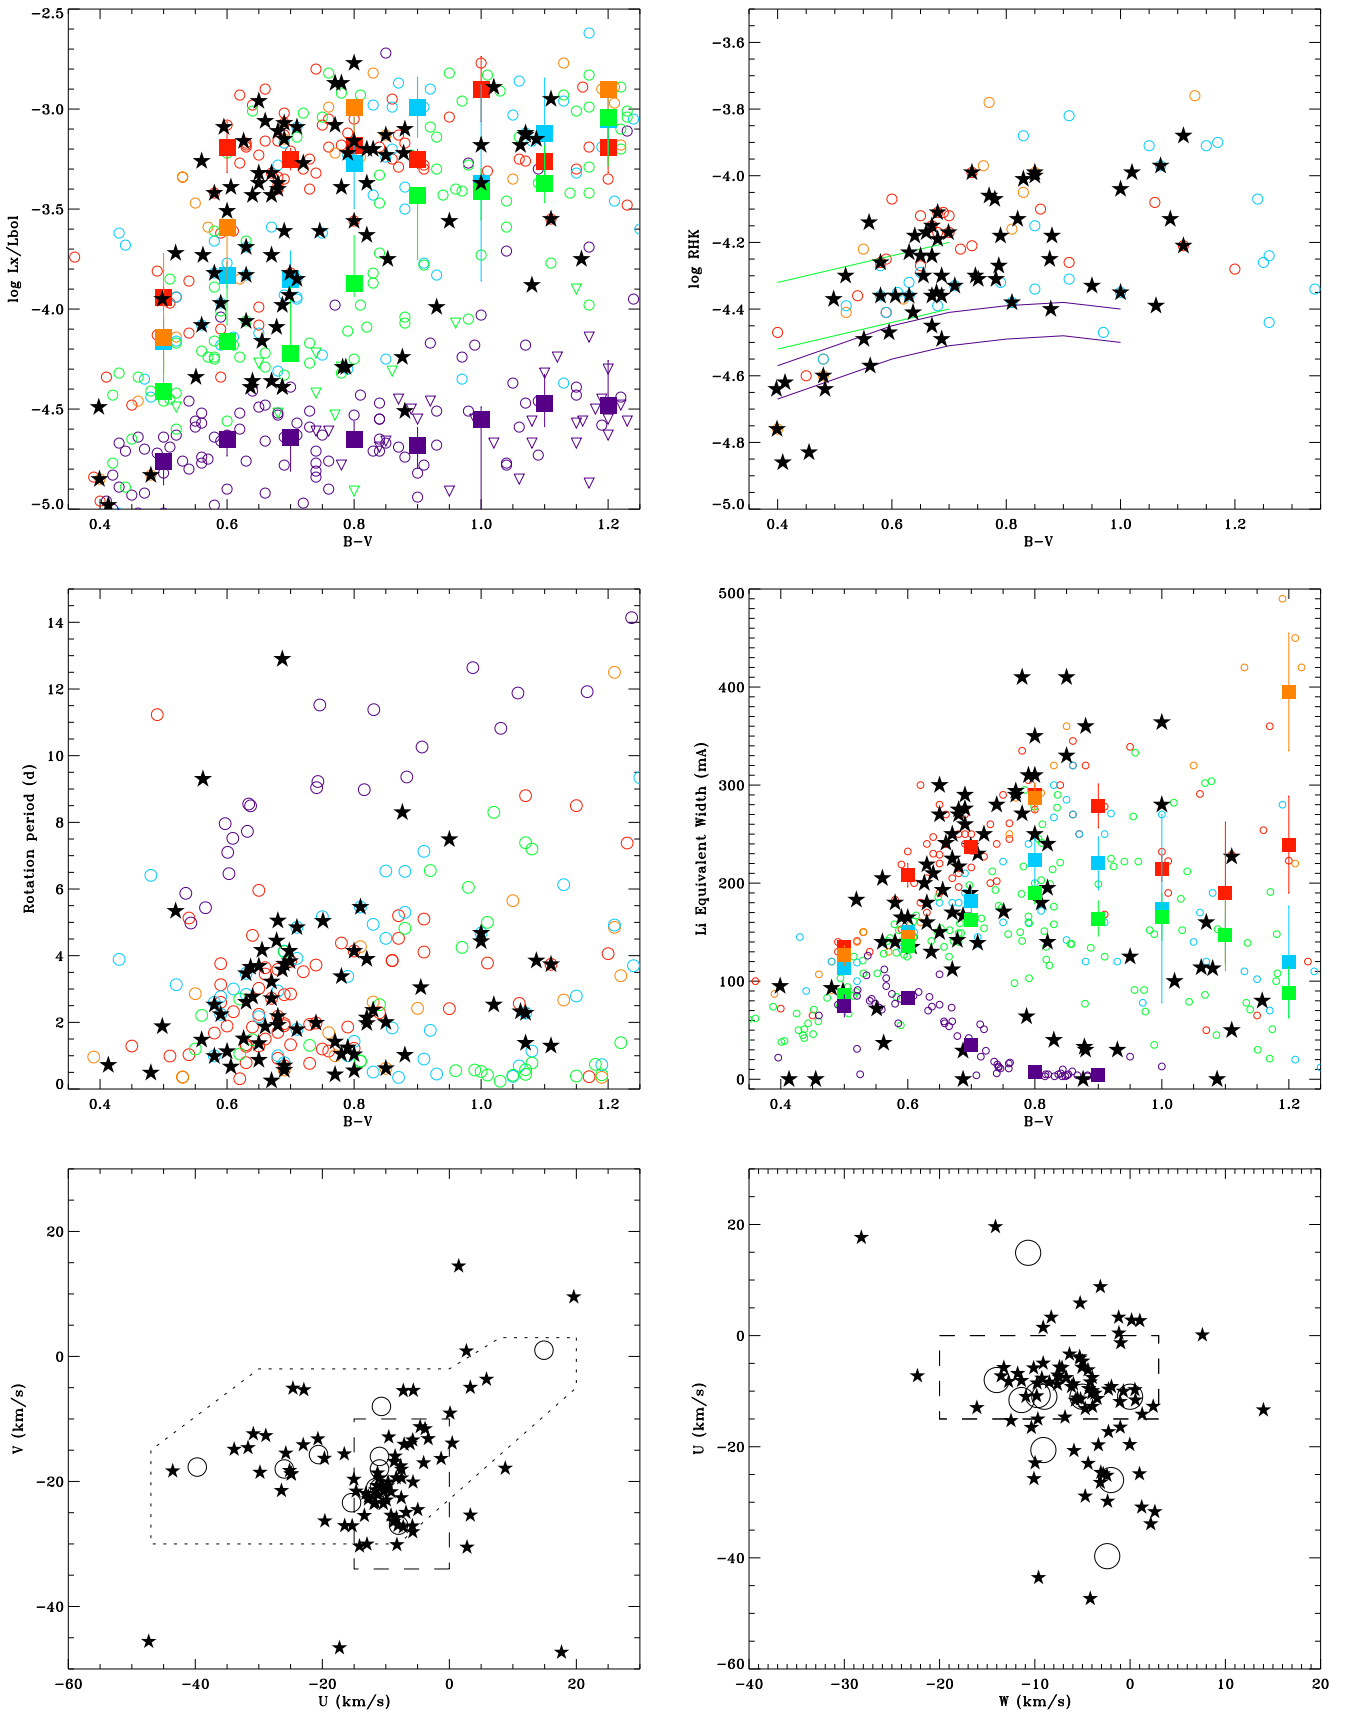 -2.5
-3.0
-3.5
-4.0
-4.5
-5.0
log Lx/Lbol
0.4 0.6 0.8 1.0 1.2
B-V
-3.6
-3.8
-4.0
-4.2
-4.4
-4.6
-4.8
-5.0
log RHK
0.4 0.6 0.8 1.0 1.2
B-V
14
12
10
8
6
4
2
0
Rotation period (d)
0.4 0.6 0.8 1.0 1.2
B-V
500
400
300
200
100
0
Li Equivalent Width (mA)
0.4 0.6 0.8 1.0 1.2
B-V
20
0
-20
-40
V (km/s)
-60 -40 -20 0 20
U (km/s)
20
0
-20
-40
-60
U (km/s)
-40 -30 -20 -10 0 10 20
W (km/s)